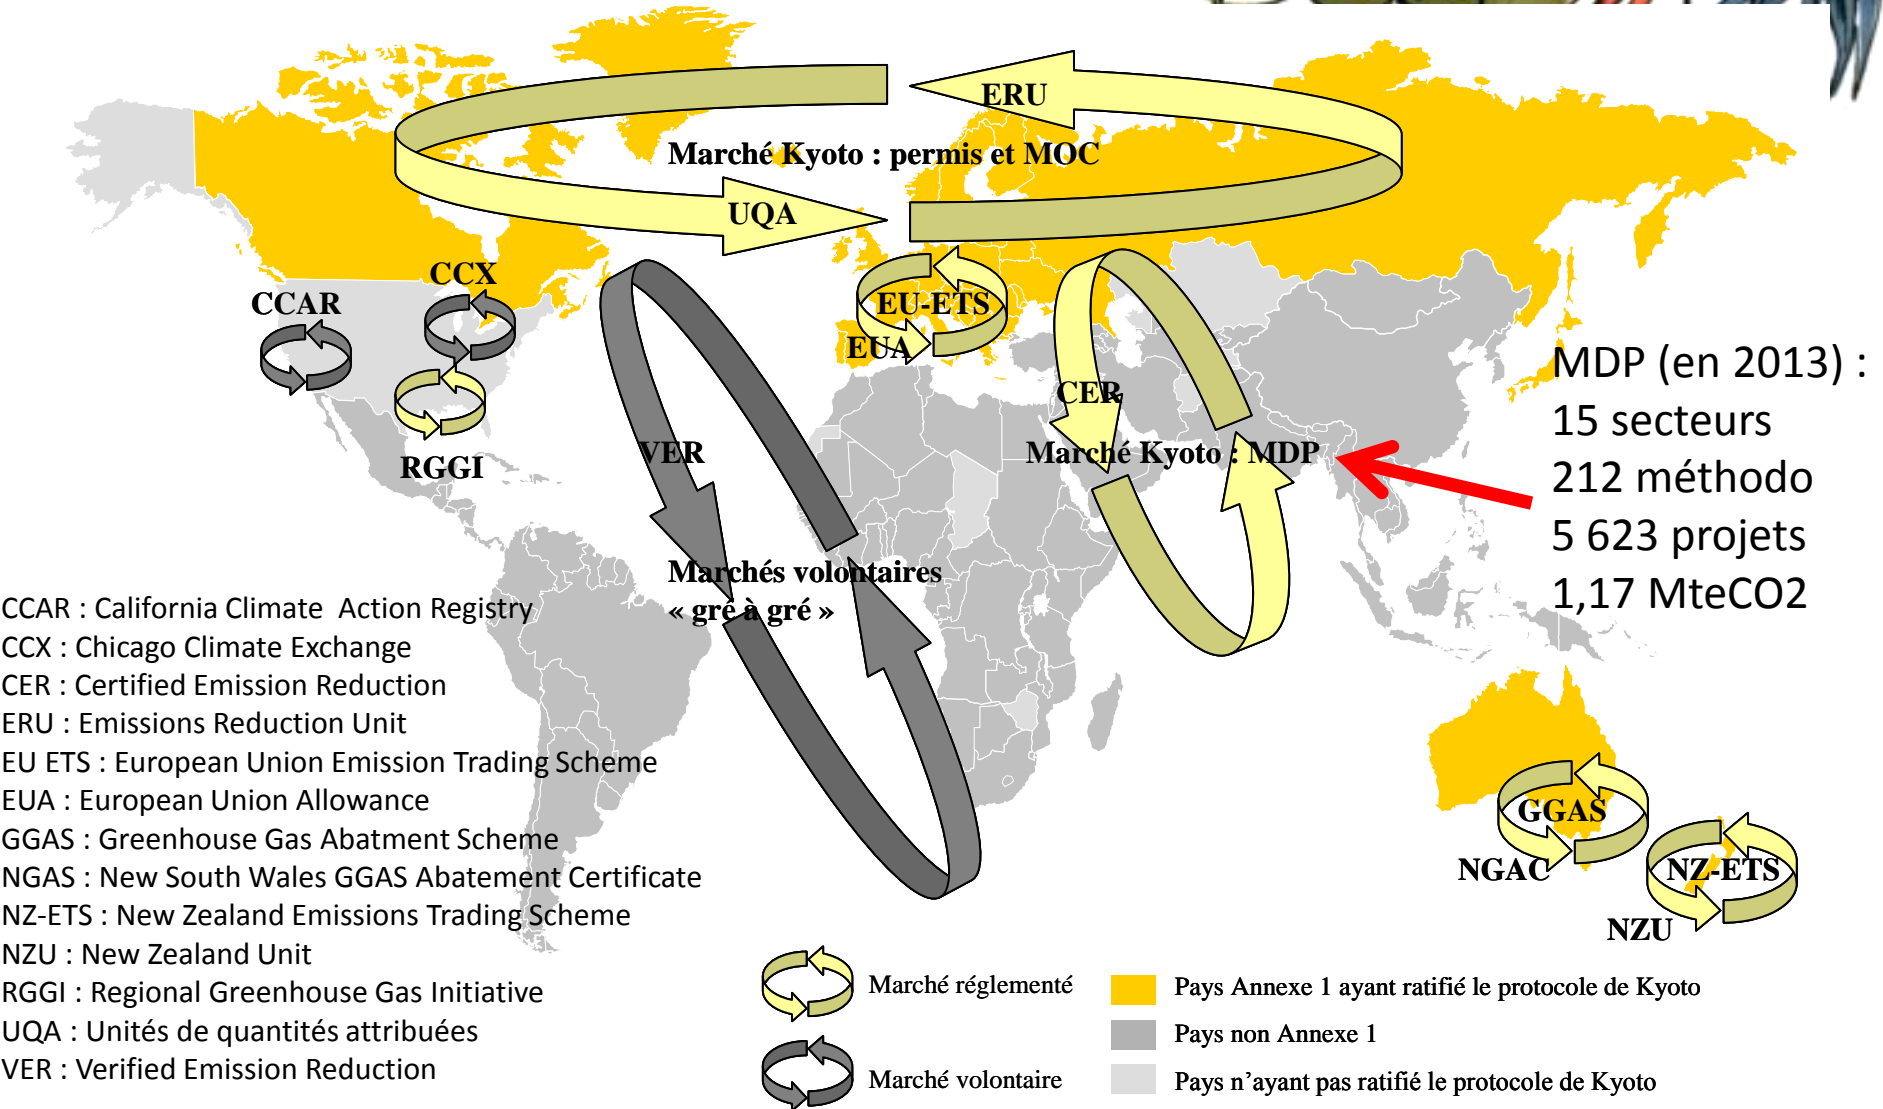 ERU
Marché Kyoto : permis et MOC
UQA
CCX
CCAR
EU-ETS
EUA
RGGI
VER
CER
Marché Kyoto : MDP
MDP (en 2013) :
15 secteurs
212 méthodo
5 623 projets
1,17 MteCO2
Marchés volontaires
« gré à gré »
CCAR : California Climate  Action Registry
CCX : Chicago Climate Exchange
CER : Certified Emission Reduction
ERU : Emissions Reduction Unit
EU ETS : European Union Emission Trading Scheme
EUA : European Union Allowance
GGAS : Greenhouse Gas Abatment Scheme
NGAS : New South Wales GGAS Abatement Certificate
NZ-ETS : New Zealand Emissions Trading Scheme
NZU : New Zealand Unit
RGGI : Regional Greenhouse Gas Initiative
UQA : Unités de quantités attribuées
VER : Verified Emission Reduction
GGAS
NGAC
NZ-ETS
NZU
Marché réglementé
Marché volontaire
Pays Annexe 1 ayant ratifié le protocole de Kyoto
Pays non Annexe 1
Pays n’ayant pas ratifié le protocole de Kyoto